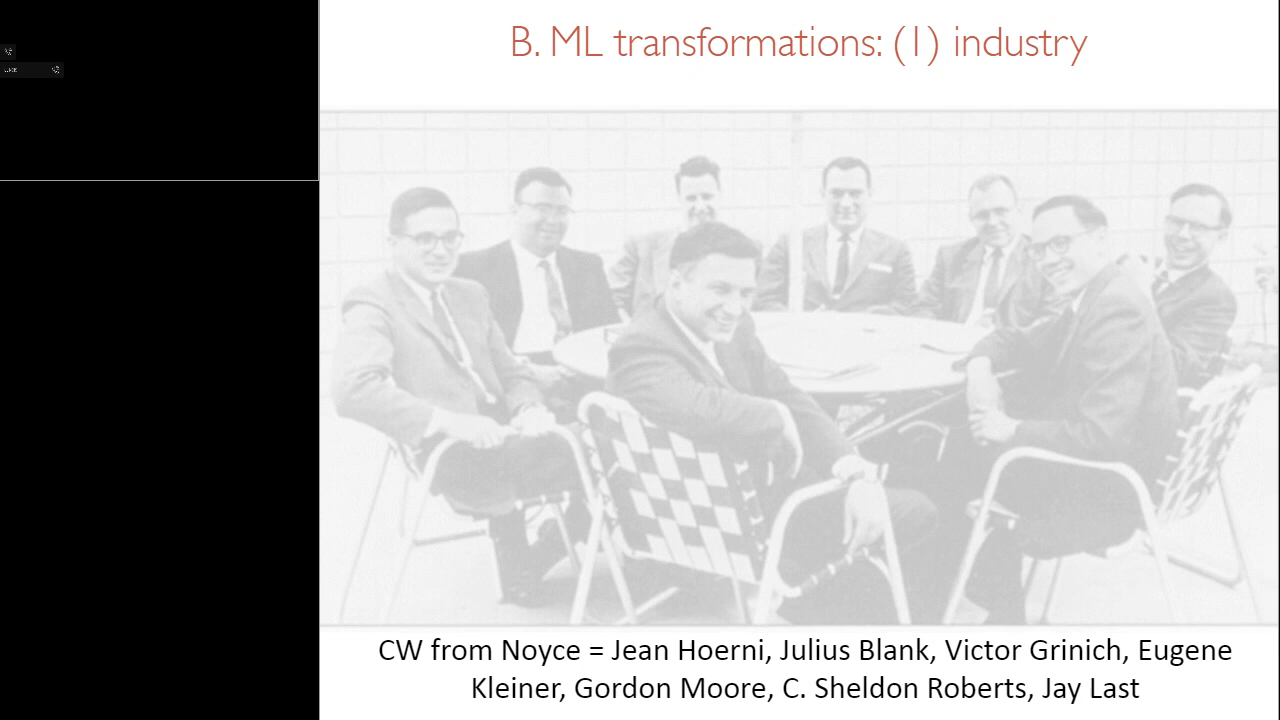 B. ML transformations: (1) industry
CW from Noyce = Jean Hoerni, Julius Blank, Victor Grinich, Eugene
Kleiner, Gordon Moore, C. Sheldon Roberts, Jay Last